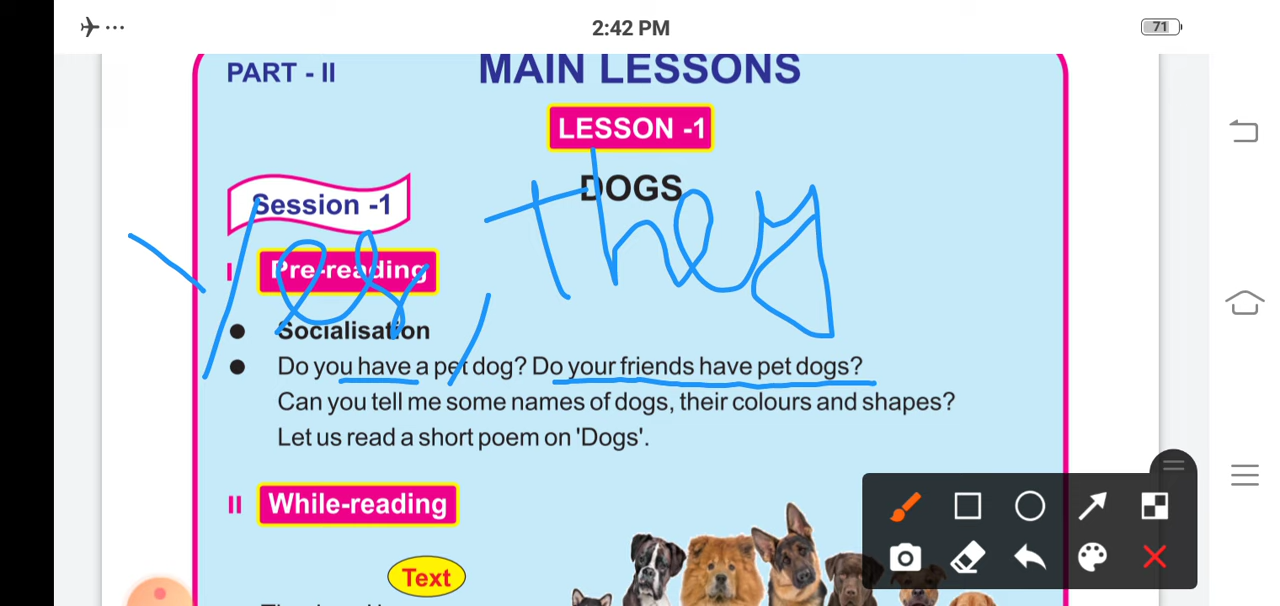 2:42 PM
71
PART - II
MAIN LESSONS
LESSON -1
DOGS
Session -1
Yes, they
I Pre-reading
● Socialisation
● Do you have a pet dog? Do your friends have pet dogs?
Can you tell me some names of dogs, their colours and shapes?
Let us read a short poem on 'Dogs'.
II While-reading
Text